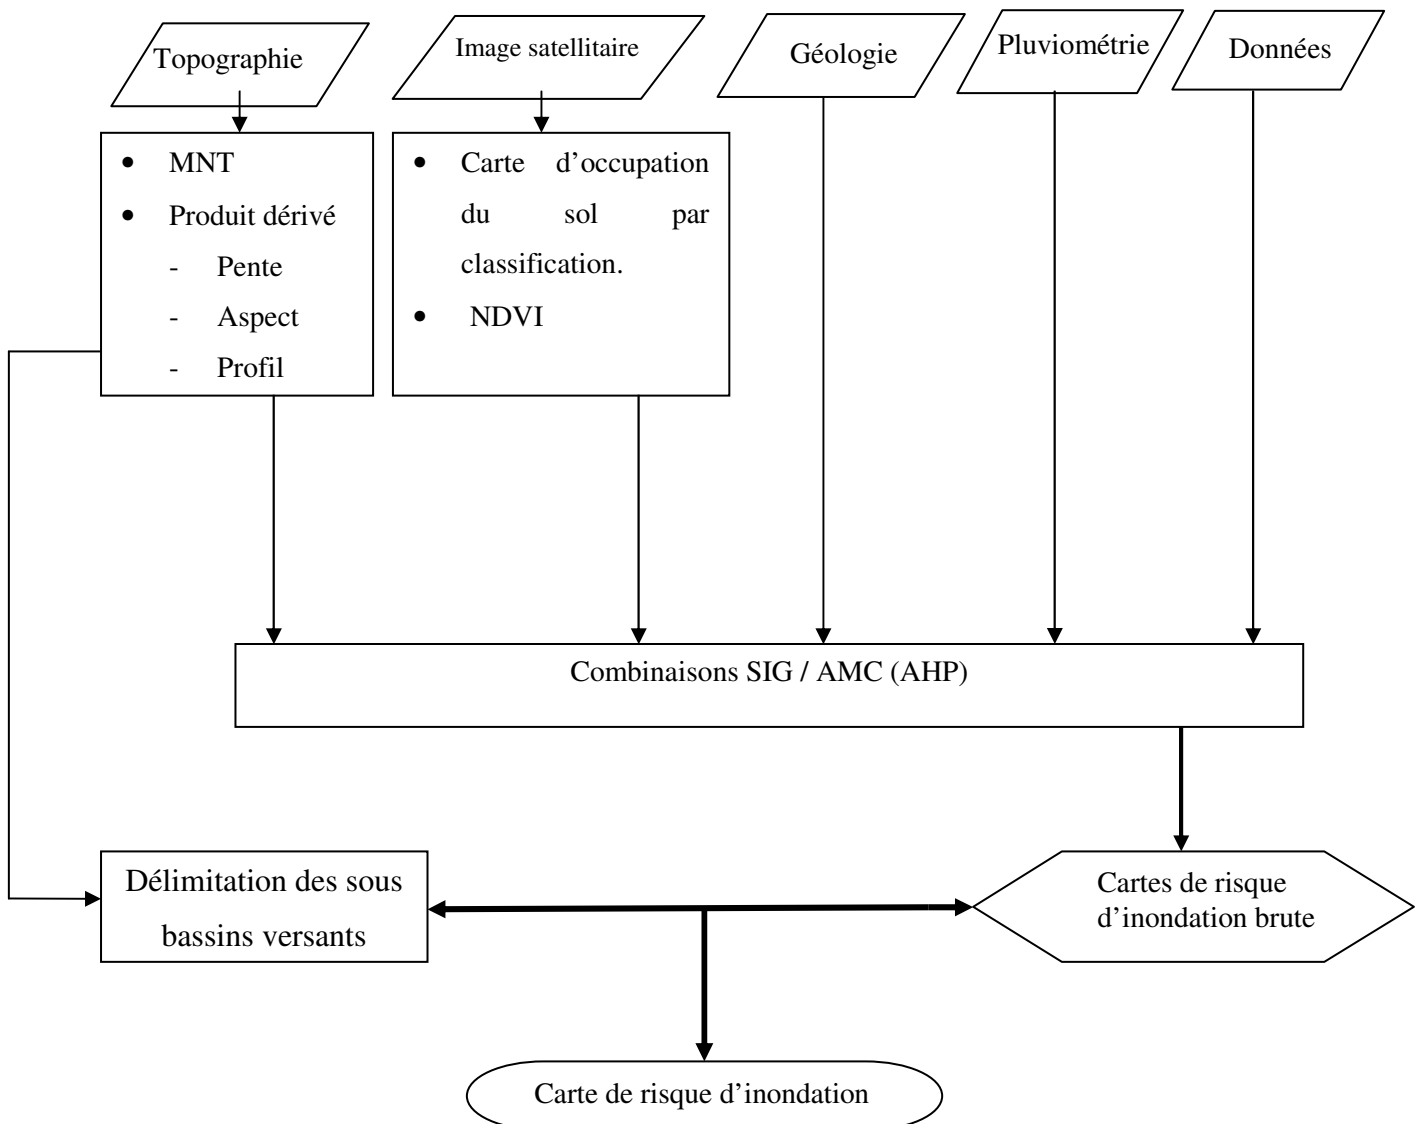 Topographie
Image satellitaire
Géologie
Pluviométrie
Données
• MNT
• Produit dérivé
- Pente
- Aspect
- Profil
• Carte d’occupation
du sol par
classification.
• NDVI
Combinaisons SIG / AMC (AHP)
Délimitation des sous
bassins versants
Cartes de risque
d’inondation brute
Carte de risque d’inondation